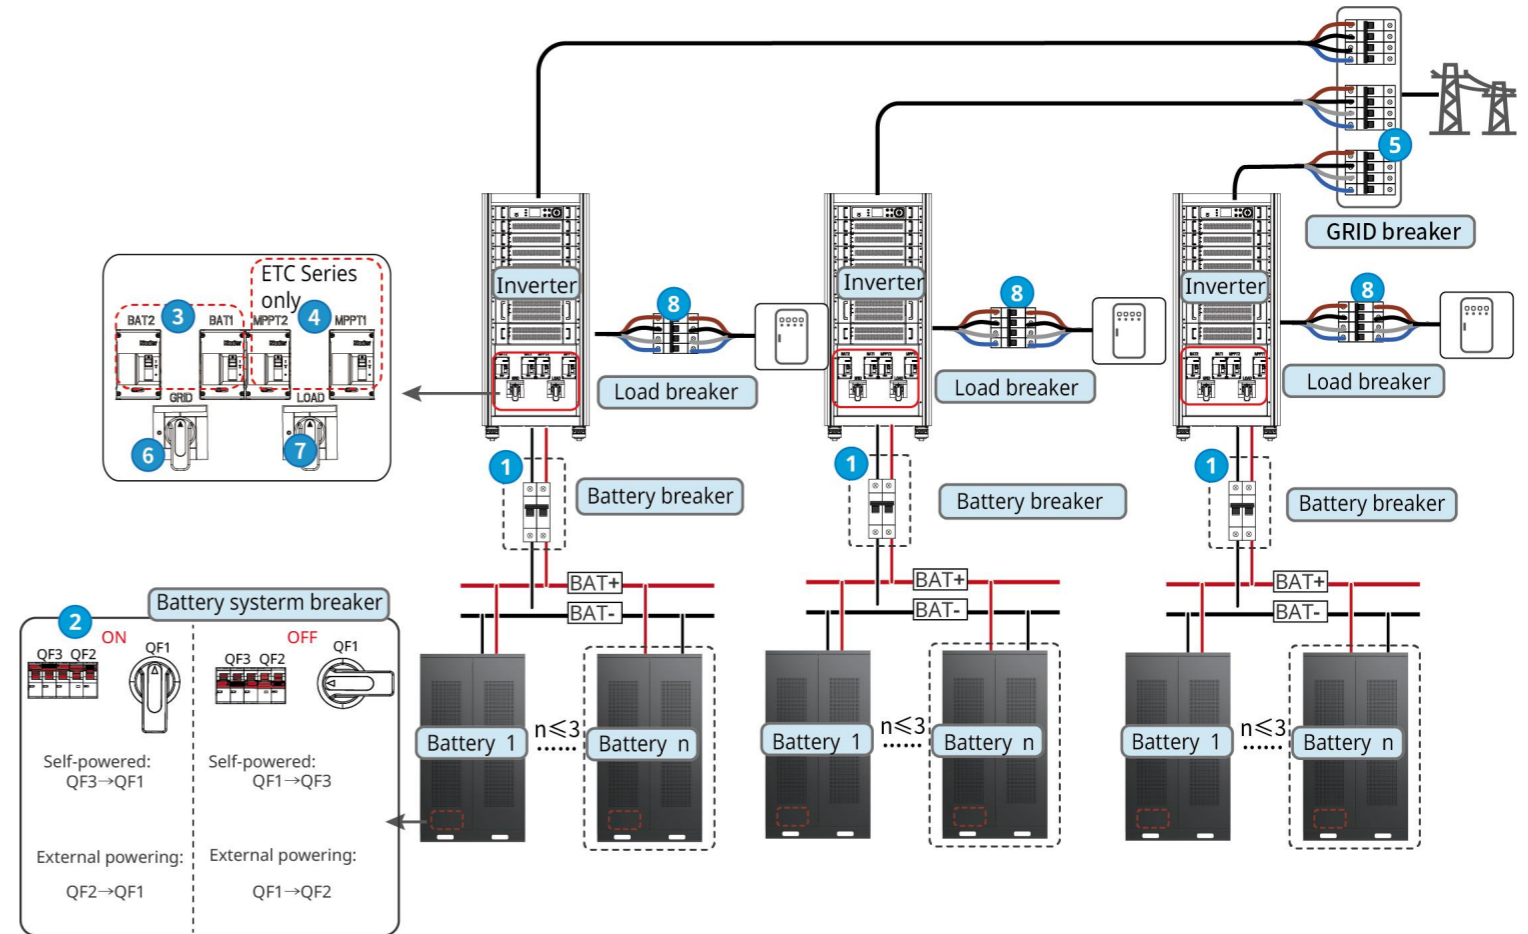 5
GRID breaker
Inverter
Inverter
Inverter
8
8
8
Load breaker
Load breaker
Load breaker
ETC Series
only
3
4
BAT2
BAT1
MPPT2
MPPT1
GRID
LOAD
6
7
1
1
1
Battery breaker
Battery breaker
Battery breaker
BAT+
BAT-
BAT+
BAT-
BAT+
BAT-
Battery systerm breaker
2
ON
QF3 QF2
QF1
OFF
QF3 QF2
QF1
Self-powered:
QF3→QF1
Self-powered:
QF1→QF3
External powering:
QF2→QF1
External powering:
QF1→QF2
Battery 1
n≤3
......
Battery n
Battery 1
n≤3
......
Battery n
Battery 1
n≤3
......
Battery n